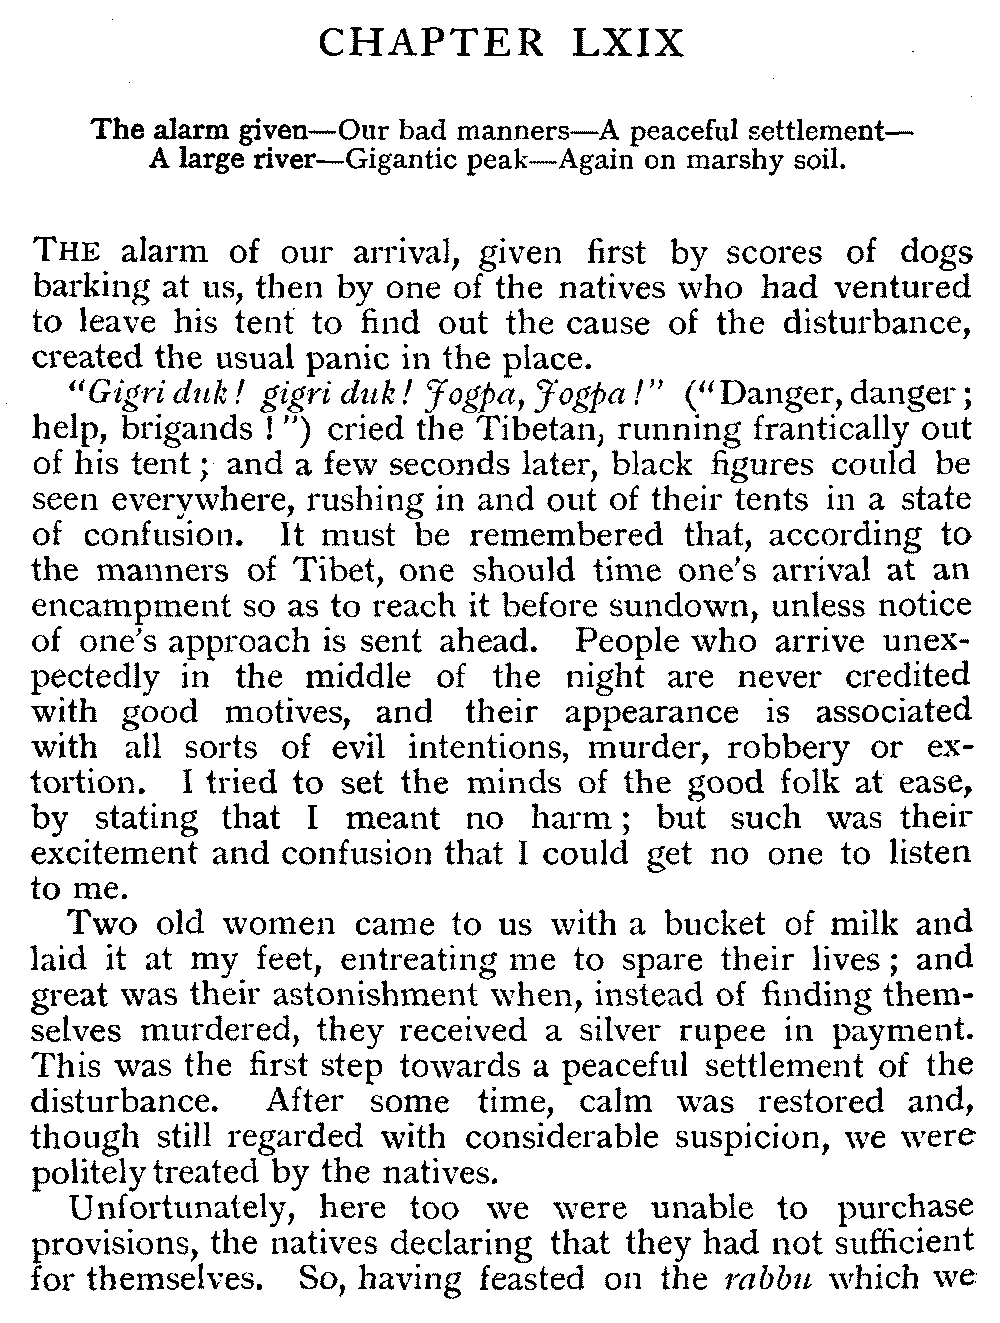 CHAPTER LXIX
The alarm given—Our bad manners—A peaceful settlement—
A large river—Gigantic peak—Again on marshy soil.
THE alarm of our arrival, given first by scores of dogs
barking at us, then by one of the natives who had ventured
to leave his tent to find out the cause of the disturbance,
created the usual panic in the place.
"Gigri duk! gigri duk! Jogpa, Jogpa!" ("Danger, danger;
help, brigands!") cried the Tibetan, running frantically out
of his tent; and a few seconds later, black figures could be
seen everywhere, rushing in and out of their tents in a state
of confusion. It must be remembered that, according to
the manners of Tibet, one should time one's arrival at an
encampment so as to reach it before sundown, unless notice
of one's approach is sent ahead. People who arrive unex-
pectedly in the middle of the night are never credited
with good motives, and their appearance is associated
with all sorts of evil intentions, murder, robbery or ex-
tortion. I tried to set the minds of the good folk at ease,
by stating that I meant no harm; but such was their
excitement and confusion that I could get no one to listen
to me.
Two old women came to us with a bucket of milk and
laid it at my feet, entreating me to spare their lives; and
great was their astonishment when, instead of finding them-
selves murdered, they received a silver rupee in payment.
This was the first step towards a peaceful settlement of the
disturbance. After some time, calm was restored and,
though still regarded with considerable suspicion, we were
politely treated by the natives.
Unfortunately, here too we were unable to purchase
provisions, the natives declaring that they had not sufficient
for themselves. So, having feasted on the rabbu which we